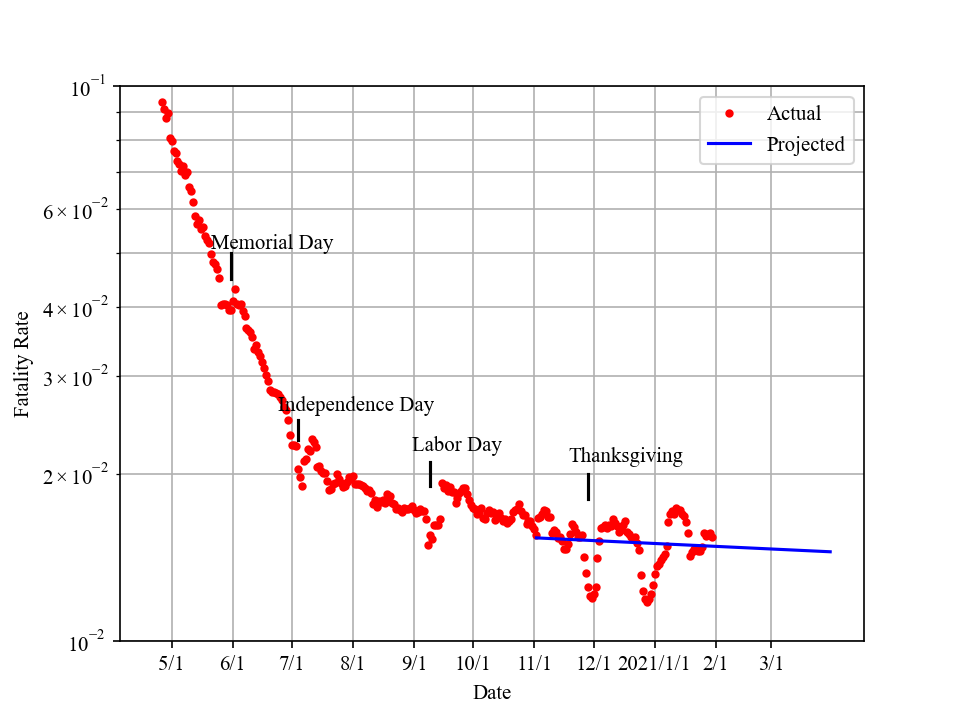 10⁻¹
6 × 10⁻²
4 × 10⁻²
3 × 10⁻²
2 × 10⁻²
10⁻²
Fatality Rate
Actual
Projected
Memorial Day
Independence Day
Labor Day
Thanksgiving
5/1 6/1 7/1 8/1 9/1 10/1 11/1 12/1 2021/1/1 2/1 3/1
Date